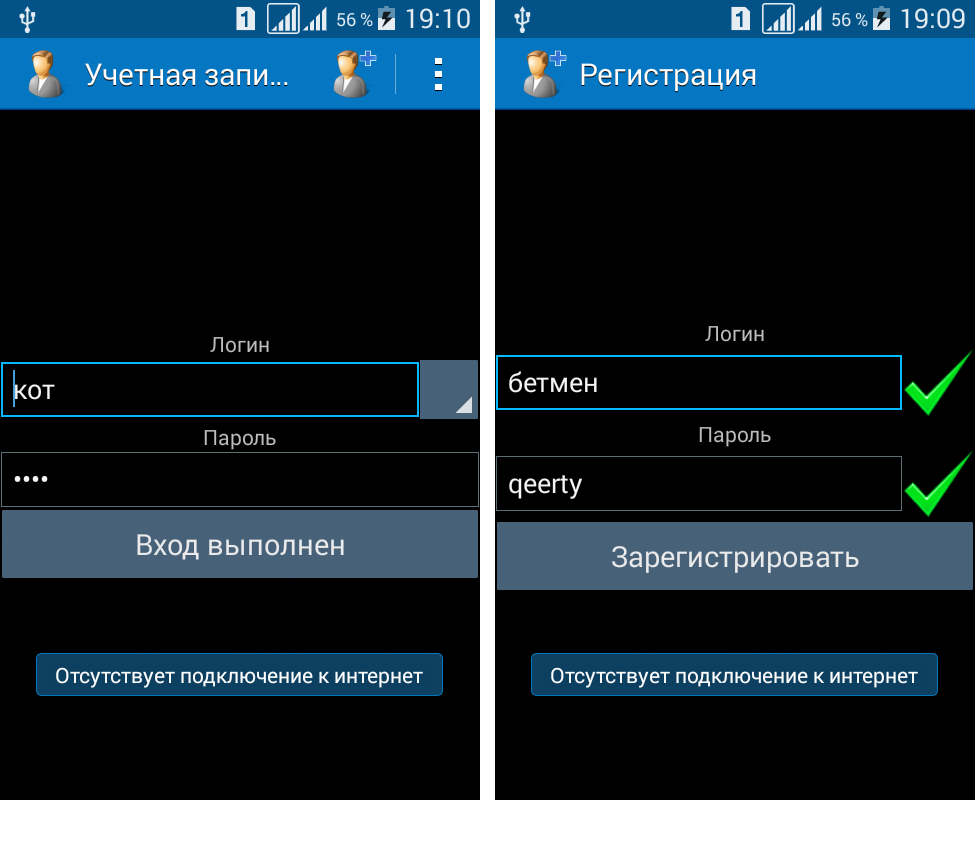 1 56 % 19:10
Учетная запи...
Логин
кот
Пароль
••••
Вход выполнен
Отсутствует подключение к интернет
1 56 % 19:09
Регистрация
Логин
бетмен
Пароль
qeerty
Зарегистрировать
Отсутствует подключение к интернет